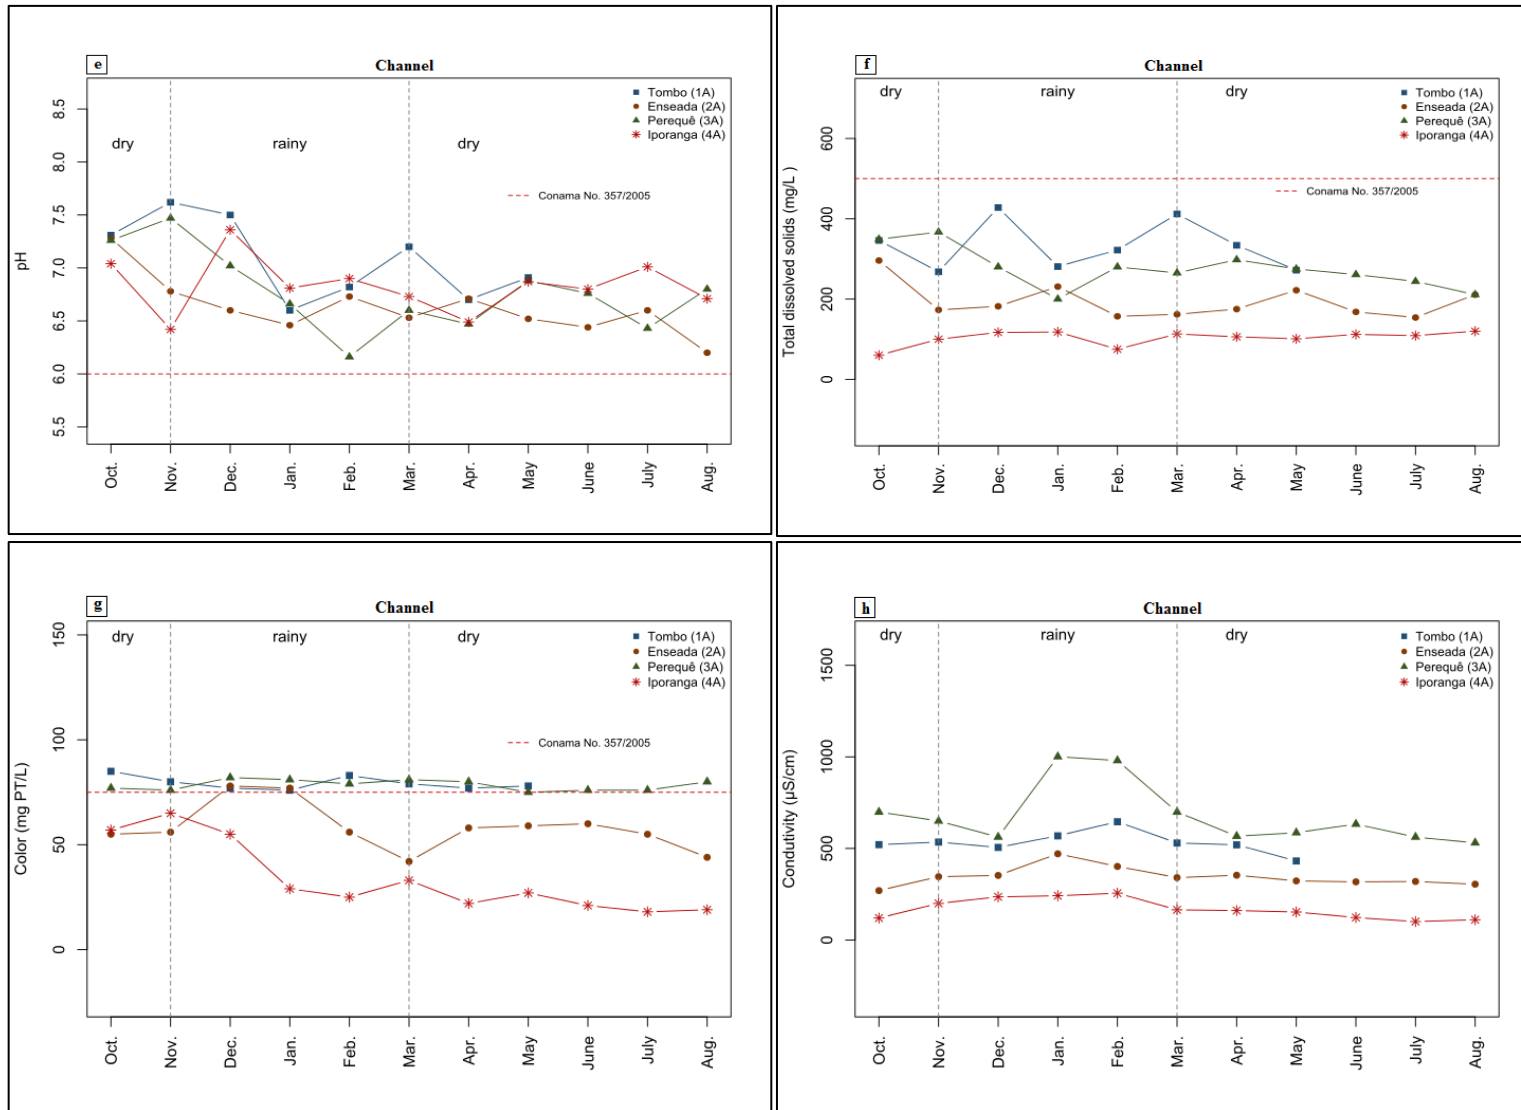 e
Channel
Tombo (1A)
Enseada (2A)
Perequê (3A)
Iporanga (4A)
dry
rainy
dry
Conama No. 357/2005
pH
8.5
8.0
7.5
7.0
6.5
6.0
5.5
Oct.
Nov.
Dec.
Jan.
Feb.
Mar.
Apr.
May
June
July
Aug.
f
Channel
dry
rainy
dry
Tombo (1A)
Enseada (2A)
Perequê (3A)
Iporanga (4A)
Conama No. 357/2005
Total dissolved solids (mg/L )
600
400
200
0
Oct.
Nov.
Dec.
Jan.
Feb.
Mar.
Apr.
May
June
July
Aug.
g
Channel
dry
rainy
dry
Tombo (1A)
Enseada (2A)
Perequê (3A)
Iporanga (4A)
Conama No. 357/2005
Color (mg PT/L)
150
100
50
0
Oct.
Nov.
Dec.
Jan.
Feb.
Mar.
Apr.
May
June
July
Aug.
h
Channel
dry
rainy
dry
Tombo (1A)
Enseada (2A)
Perequê (3A)
Iporanga (4A)
Condutivity (µS/cm)
1500
1000
500
0
Oct.
Nov.
Dec.
Jan.
Feb.
Mar.
Apr.
May
June
July
Aug.